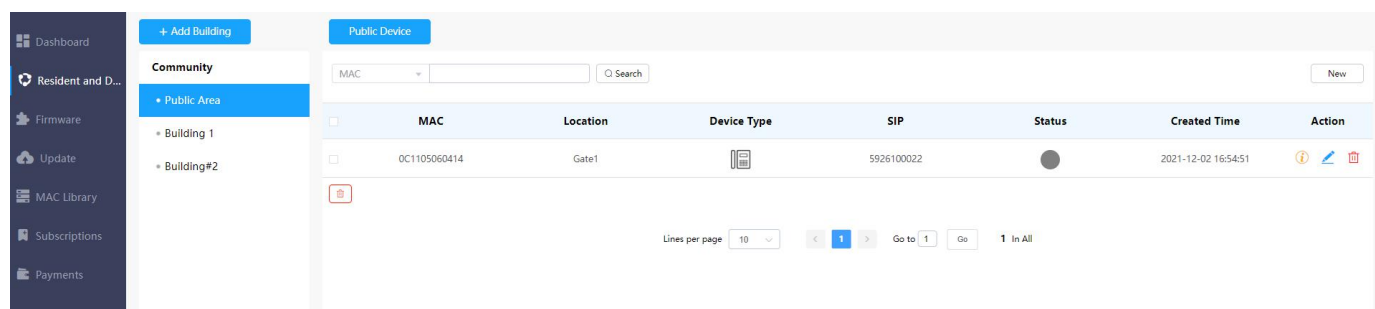 Dashboard
Resident and D...
Firmware
Update
MAC Library
Subscriptions
Payments
+ Add Building
Community
Public Area
Building 1
Building#2
Public Device
MAC
Search
New
MAC Location Device Type SIP Status Created Time Action
0C1105060414 Gate1 5926100022 2021-12-02 16:54:51
Lines per page 10 < 1 > Go to 1 Go 1 In All